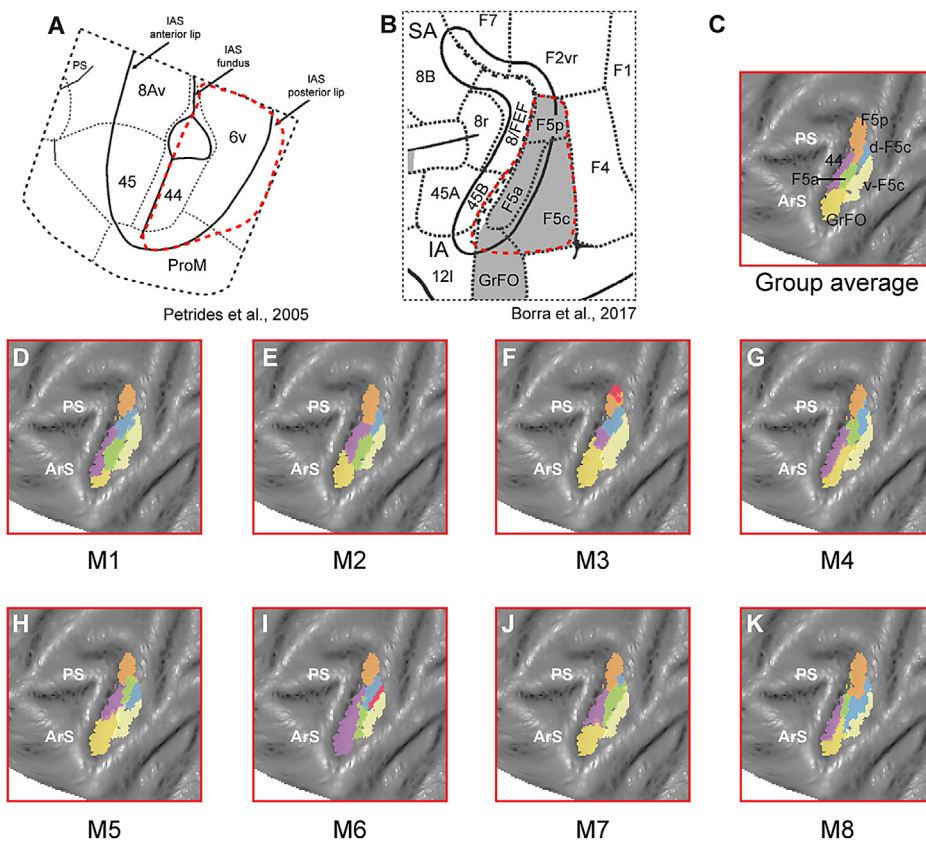 A
IAS
anterior lip
IAS
fundus
IAS
posterior lip
PS
8Av
6v
45
44
ProM
Petrides et al., 2005
B
SA
F7
F2vr
8B
F1
8r
8/FEF
F5p
F4
45A
45B
F5a
F5c
IA
12l
GrFO
Borra et al., 2017
C
PS
F5p
44
d-F5c
F5a
v-F5c
ArS
GrFO
Group average
D
PS
ArS
M1
E
PS
ArS
M2
F
PS
ArS
M3
G
PS
ArS
M4
H
PS
ArS
M5
I
PS
ArS
M6
J
PS
ArS
M7
K
PS
ArS
M8